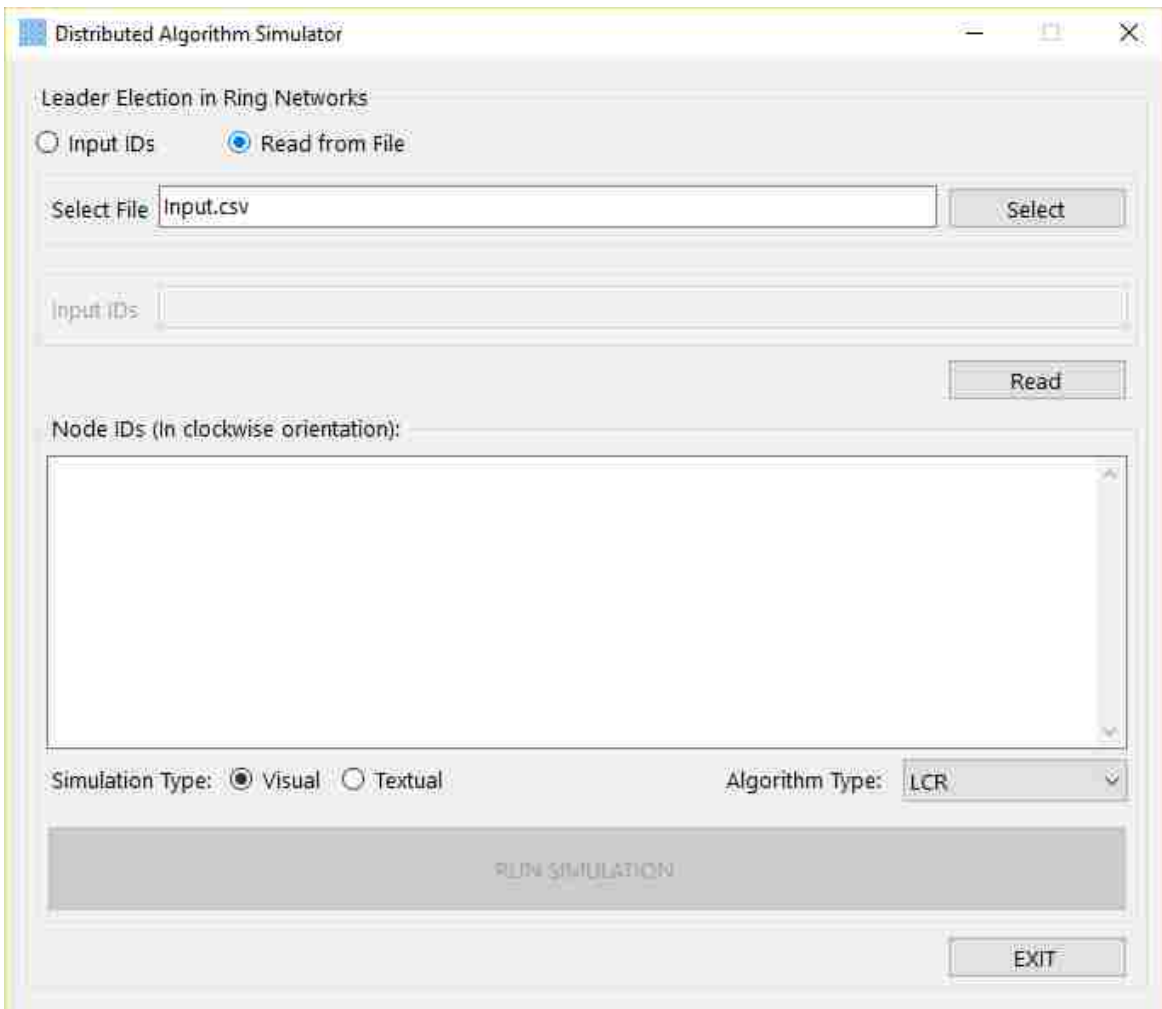 Distributed Algorithm Simulator
Leader Election in Ring Networks
Input IDs Read from File
Select File Input.csv Select
Input IDs
Read
Node IDs (In clockwise orientation):
Simulation Type: Visual Textual Algorithm Type: LCR
RUN SIMULATION
EXIT